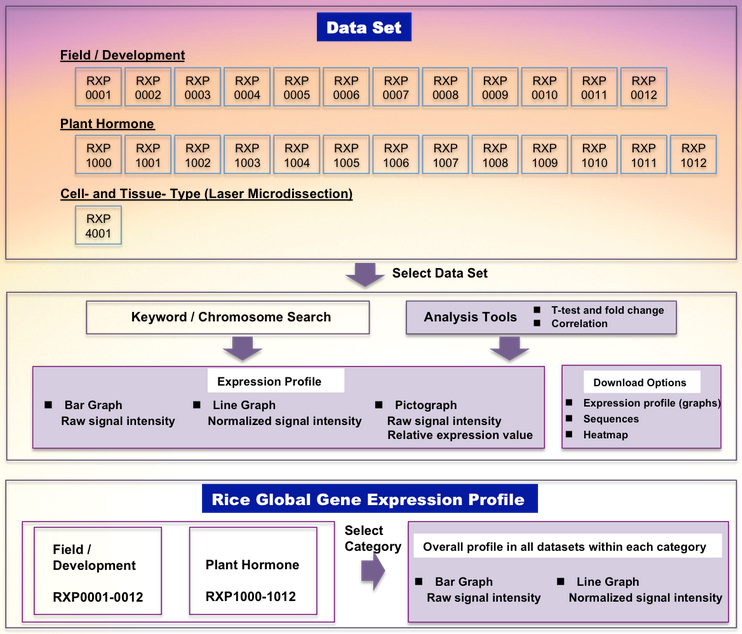 Data Set
Field / Development
RXP 0001 RXP 0002 RXP 0003 RXP 0004 RXP 0005 RXP 0006 RXP 0007 RXP 0008 RXP 0009 RXP 0010 RXP 0011 RXP 0012
Plant Hormone
RXP 1000 RXP 1001 RXP 1002 RXP 1003 RXP 1004 RXP 1005 RXP 1006 RXP 1007 RXP 1008 RXP 1009 RXP 1010 RXP 1011 RXP 1012
Cell- and Tissue- Type (Laser Microdissection)
RXP
4001
Select Data Set
Keyword / Chromosome Search
Analysis Tools
■ T-test and fold change
■ Correlation
Expression Profile
■ Bar Graph
Raw signal intensity
■ Line Graph
Normalized signal intensity
■ Pictograph
Raw signal intensity
Relative expression value
Download Options
■ Expression profile (graphs)
■ Sequences
■ Heatmap
Rice Global Gene Expression Profile
Field /
Development
RXP0001-0012
Plant Hormone
RXP1000-1012
Select
Category
Overall profile in all datasets within each category
■ Bar Graph
Raw signal intensity
■ Line Graph
Normalized signal intensity